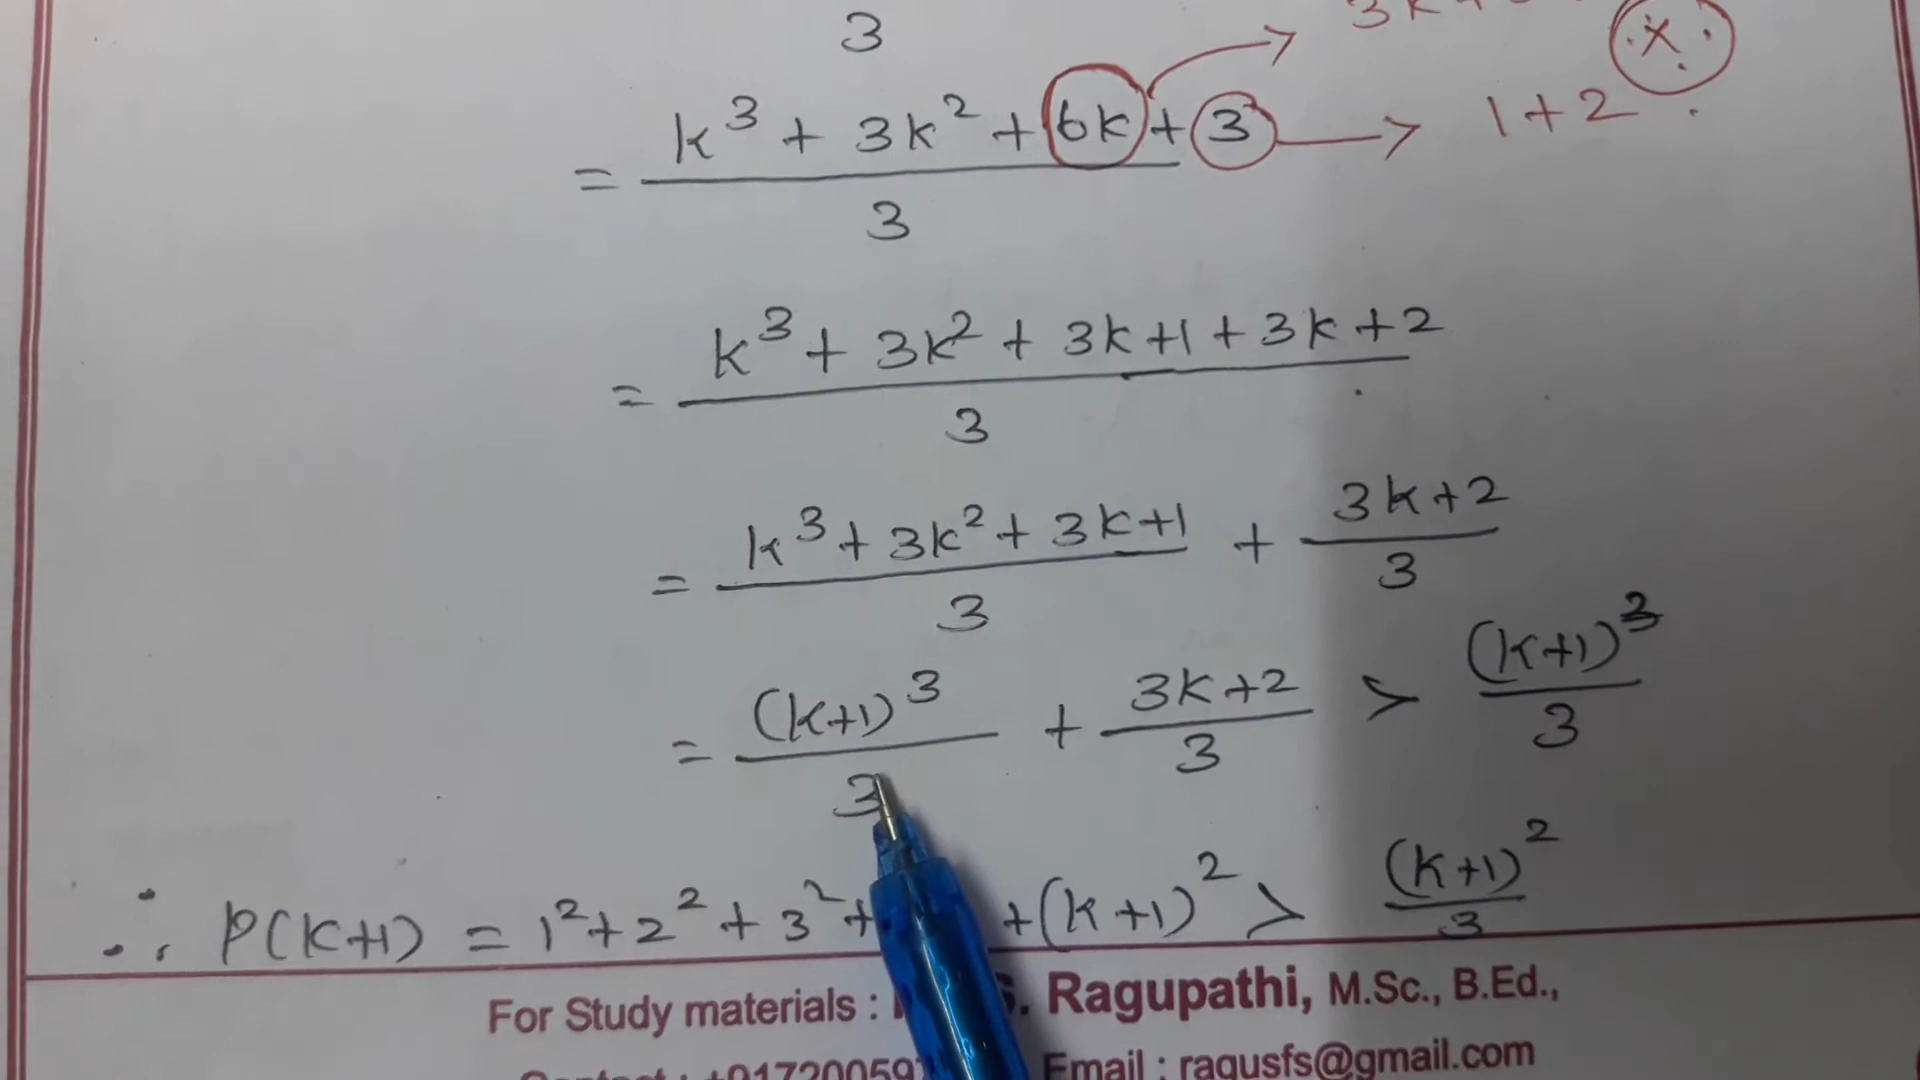 3
3k+
= k³ + 3k² + 6k + 3 → 1+2 x
3
= k³ + 3k² + 3k+1 + 3k+2
3
= k³ + 3k² + 3k+1 / 3 + 3k+2 / 3
= (k+1)³ / 3 + 3k+2 / 3 > (k+1)³ / 3
∴ P(k+1) = 1² + 2² + 3² + + (k+1)² > (k+1)² / 3
For Study materials : S. Ragupathi, M.Sc., B.Ed.,
Email : ragusfs@gmail.com